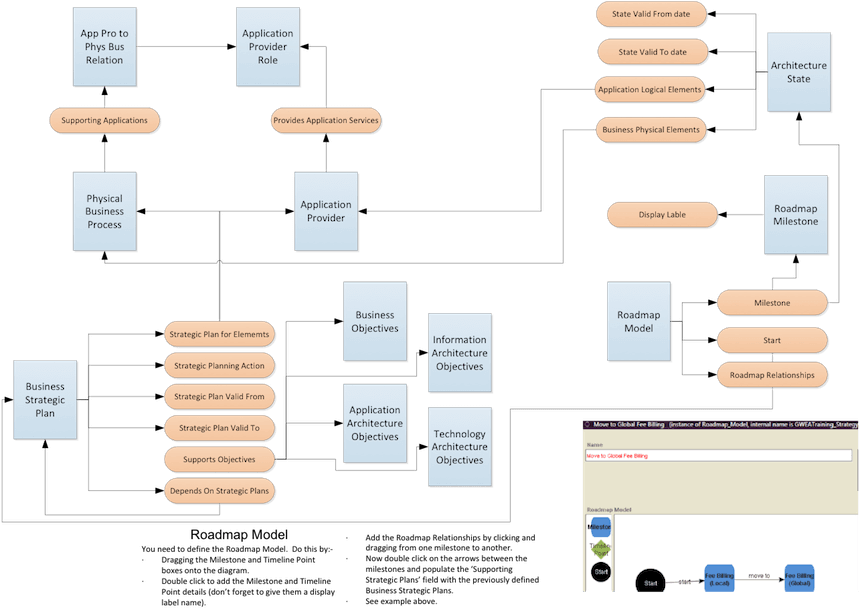 App Pro to
Phys Bus
Relation
Application
Provider
Role
State Valid From date
State Valid To date
Application Logical Elements
Business Physical Elements
Architecture
State
Supporting Applications
Provides Application Services
Physical
Business
Process
Application
Provider
Display Lable
Roadmap
Milestone
Roadmap
Model
Milestone
Start
Roadmap Relationships
Business
Strategic
Plan
Strategic Plan for Elememts
Strategic Planning Action
Strategic Plan Valid From
Strategic Plan Valid To
Supports Objectives
Depends On Strategic Plans
Business
Objectives
Information
Architecture
Objectives
Application
Architecture
Objectives
Technology
Architecture
Objectives
Roadmap Model
You need to define the Roadmap Model. Do this by:-
· Dragging the Milestone and Timeline Point
boxes onto the diagram.
· Double click to add the Milestone and Timeline
Point details (don't forget to give them a display
label name).
· Add the Roadmap Relationships by clicking and
dragging from one milestone to another.
· Now double click on the arrows between the
milestones and populate the 'Supporting
Strategic Plans' field with the previously defined
Business Strategic Plans.
· See example above.
Move to Global Fee Billing (instance of Roadmap_Model, internal name is GWEATraining_Strategy
Name
Move to Global Fee Billing
Roadmap Model
Milestone
Start
Start
start
Fee Billing
(Local)
move to
Fee Billing
(Global)